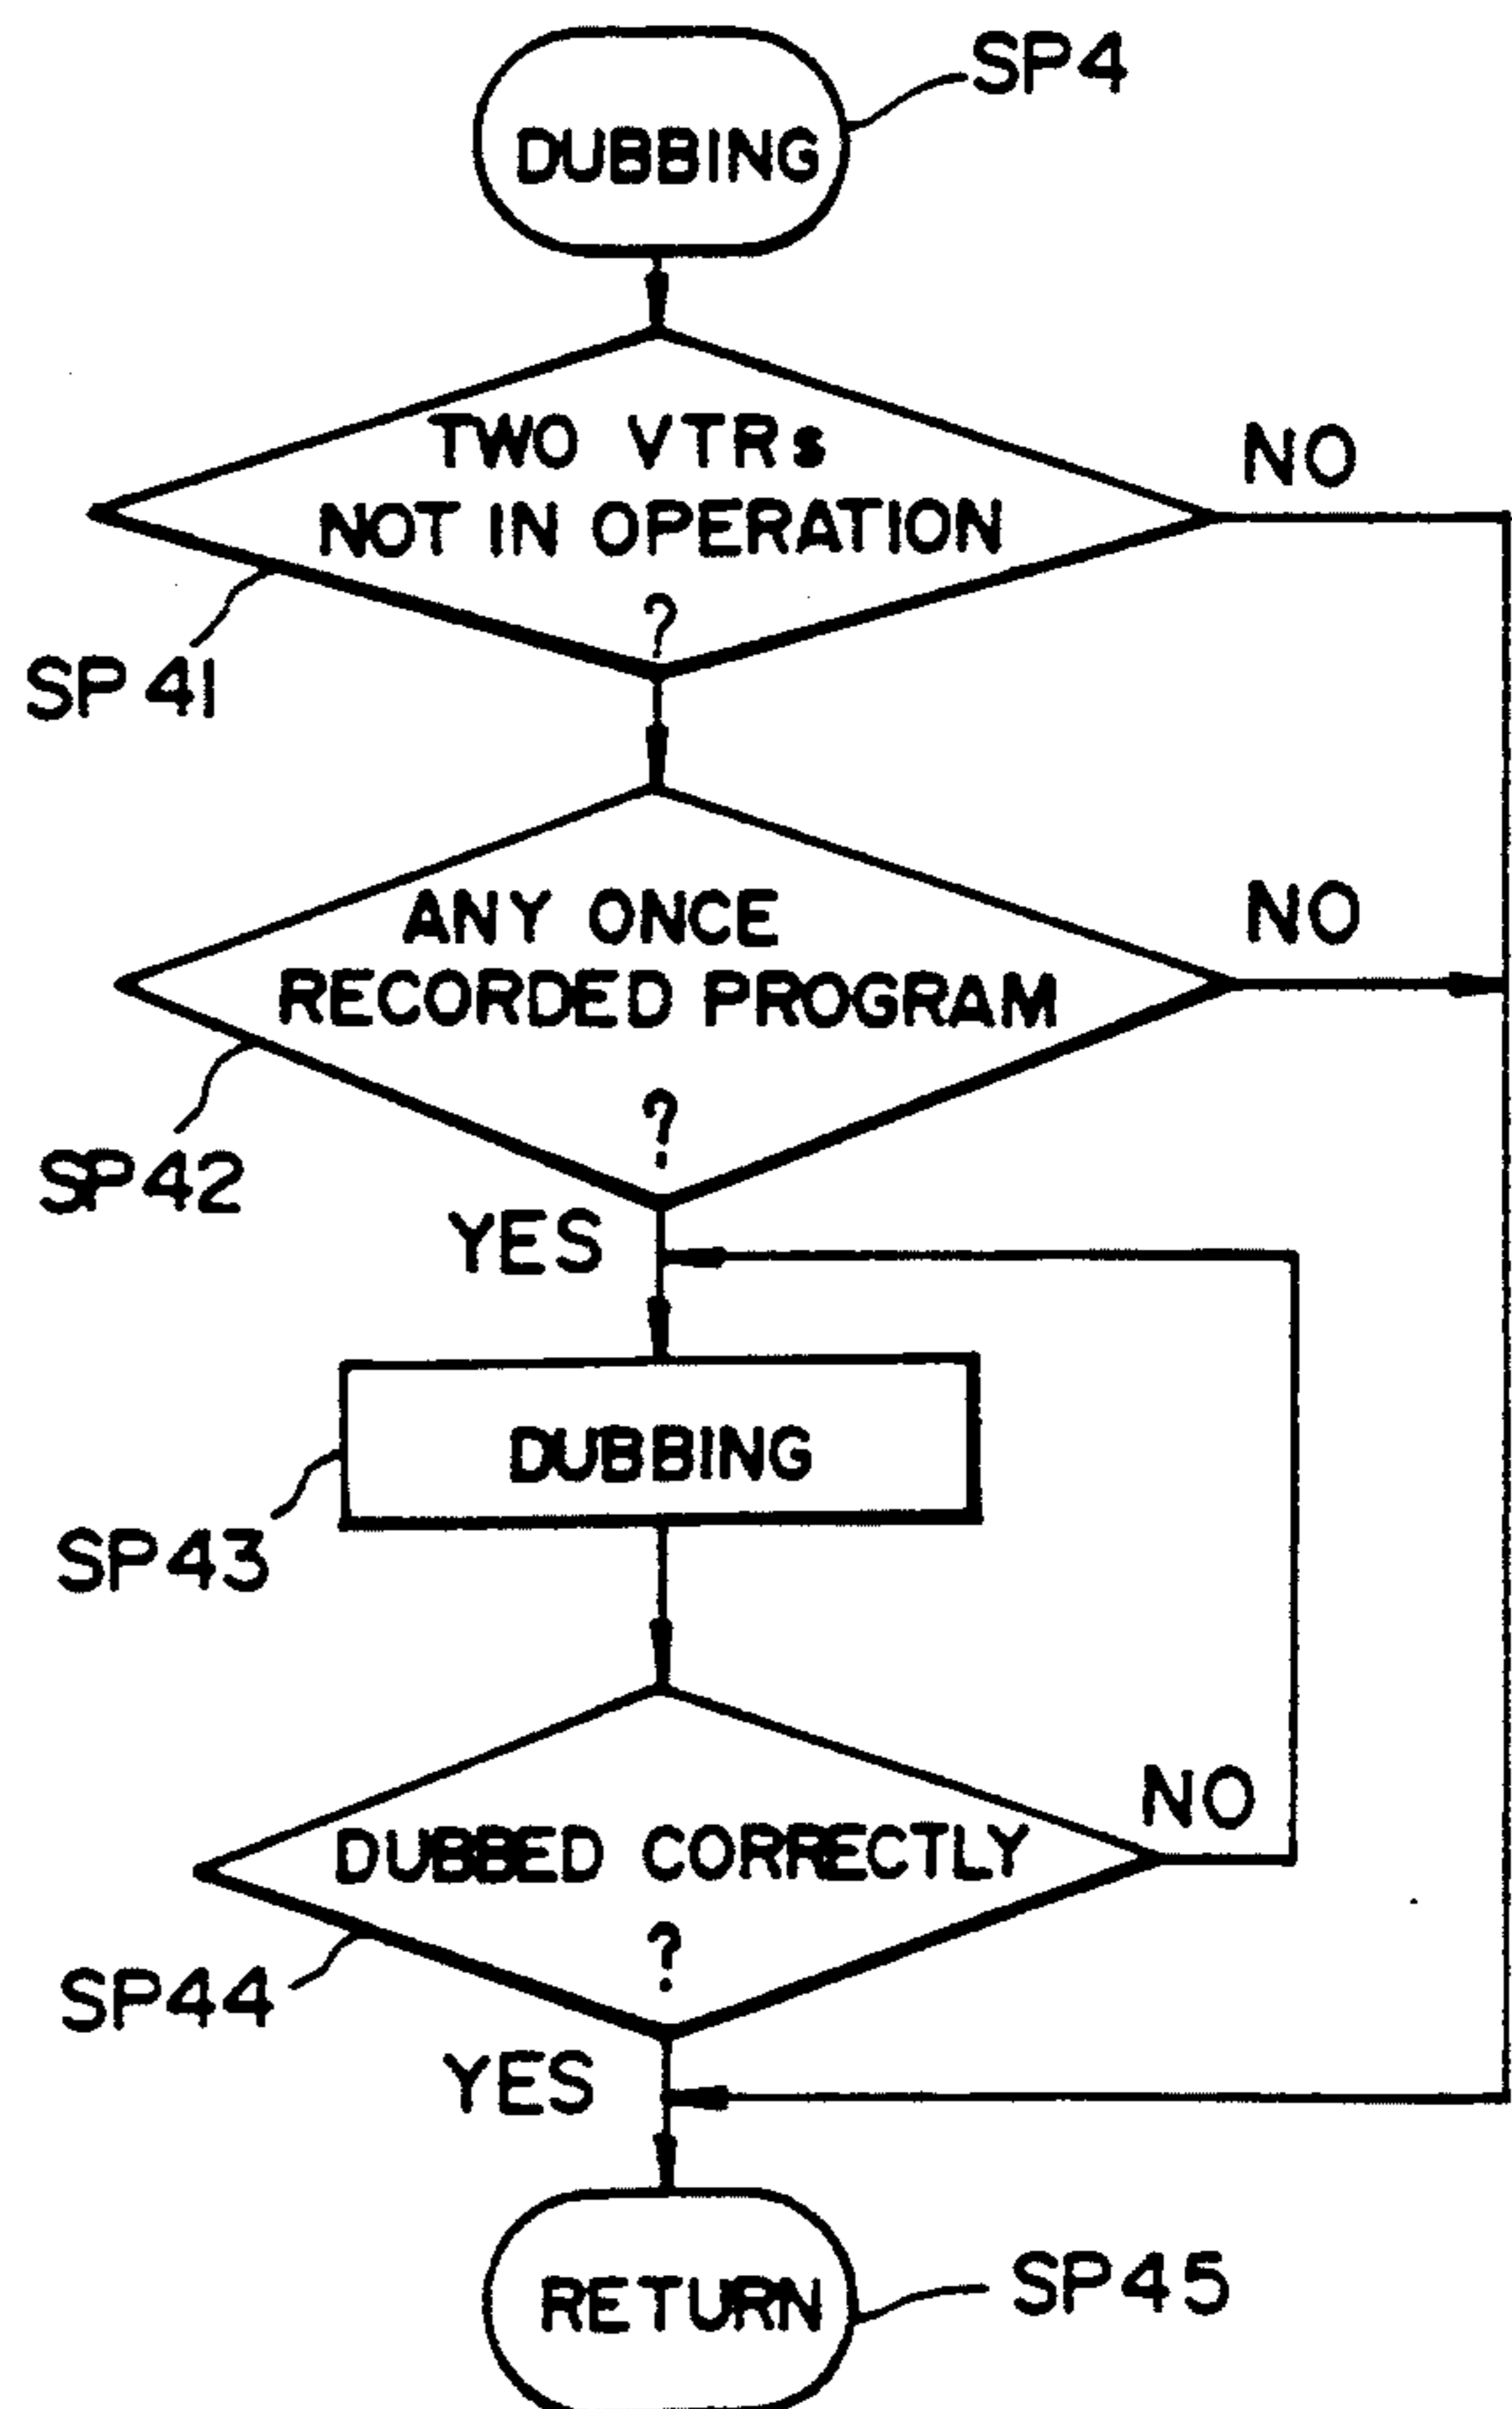 SP4
DUBBING
TWO VTRs
NOT IN OPERATION
?
NO
SP41
ANY ONCE
RECORDED PROGRAM
?
NO
SP42
YES
DUBBING
SP43
DUBBED CORRECTLY
?
NO
SP44
YES
RETURN
SP45